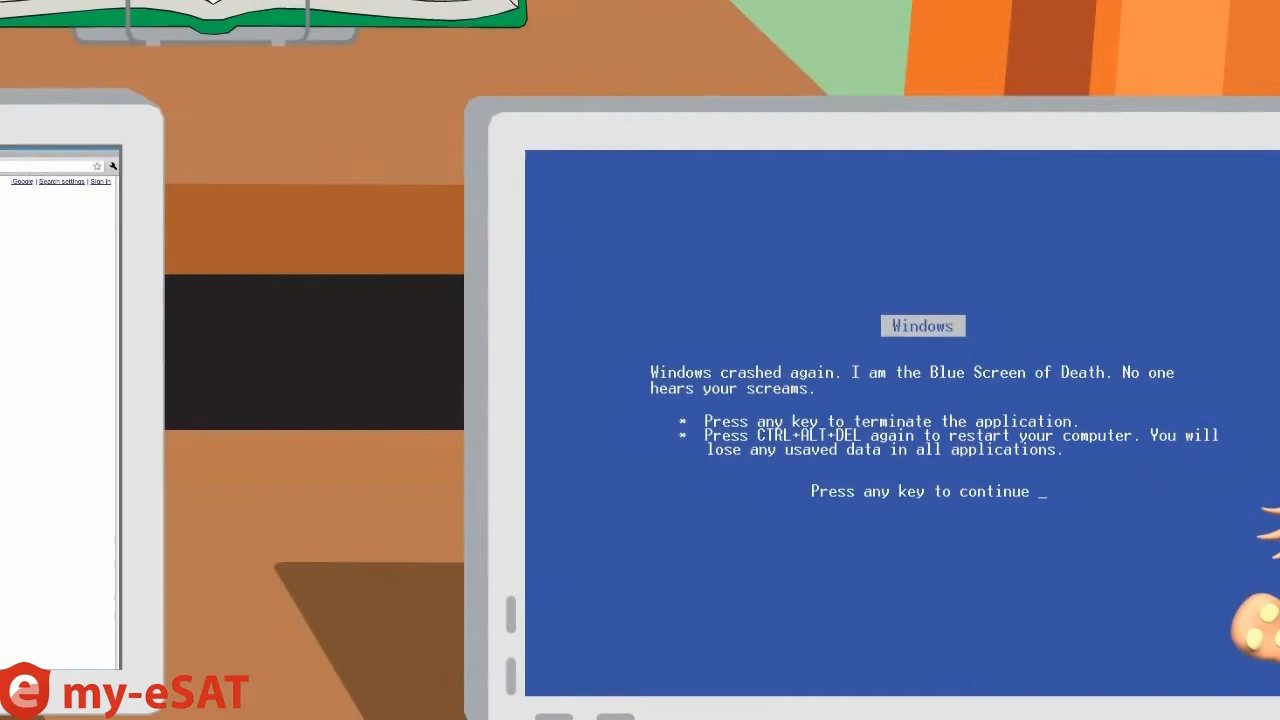 iGoogle | Search settings | Sign in
Windows
Windows crashed again. I am the Blue Screen of Death. No one
hears your screams.
* Press any key to terminate the application.
* Press CTRL+ALT+DEL again to restart your computer. You will
lose any usaved data in all applications.
Press any key to continue _
e my-eSAT